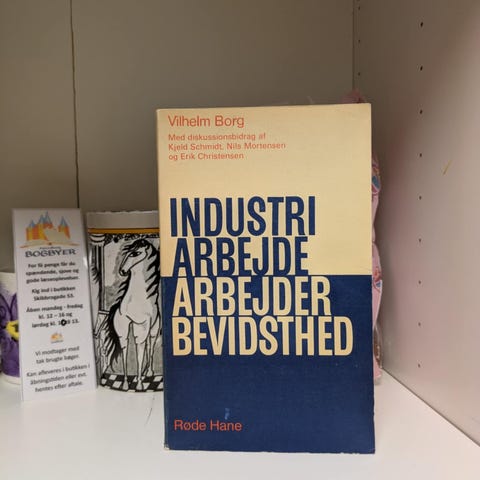 Vilhelm Borg
Med diskussionsbidrag af
Kjeld Schmidt, Nils Mortensen
og Erik Christensen
INDUSTRI
ARBEJDE
ARBEJDER
BEVIDSTHED
Røde Hane
BOGBYER
For få penge får du
spændende, sjove og
gode læseoplevelser.
Kig ind i butikken
Skibbrogade 53.
Åben mandag - fredag
kl. 12 – 16 og
lørdag kl. 13.
Vi modtager med
tak brugte bøger.
Kan afleveres i butikken i
åbningstiden eller evt.
hentes efter aftale.